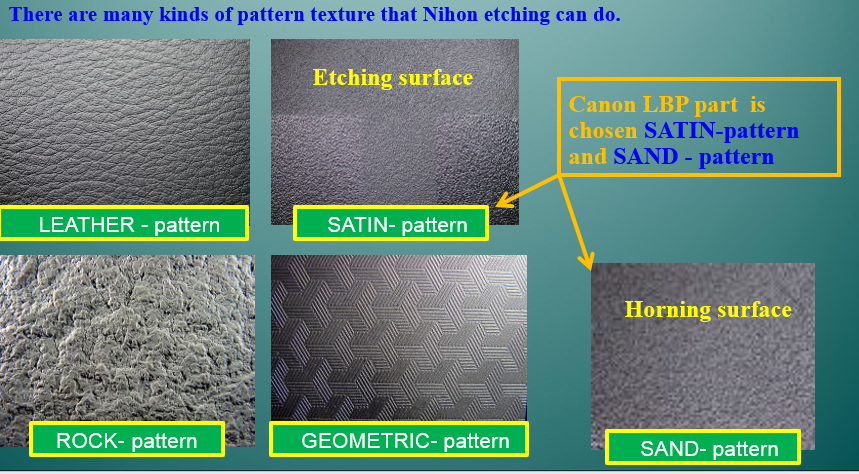 There are many kinds of pattern texture that Nihon etching can do.
Etching surface
Canon LBP part is
chosen SATIN-pattern
and SAND - pattern
LEATHER - pattern
SATIN- pattern
Horning surface
ROCK- pattern
GEOMETRIC- pattern
SAND- pattern